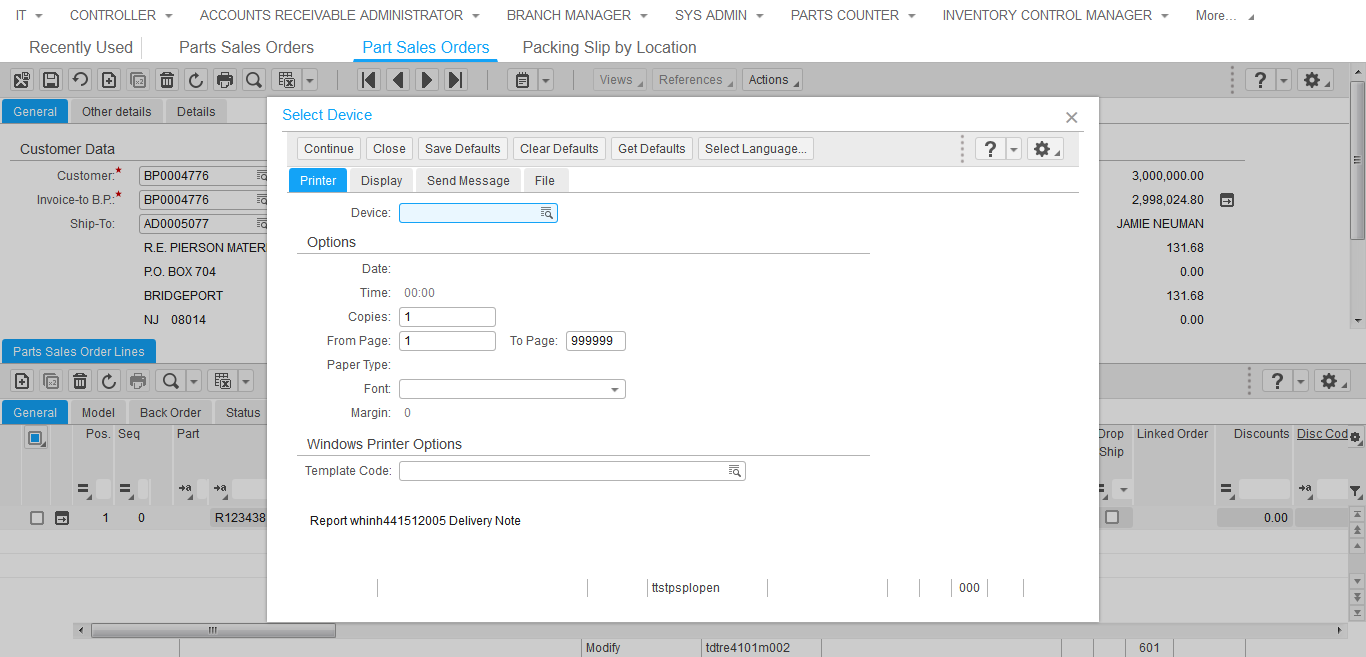 IT CONTROLLER ACCOUNTS RECEIVABLE ADMINISTRATOR BRANCH MANAGER SYS ADMIN PARTS COUNTER INVENTORY CONTROL MANAGER More...
Recently Used Parts Sales Orders Part Sales Orders Packing Slip by Location
Views References Actions ?
General Other details Details
Select Device
Customer Data
Continue Close Save Defaults Clear Defaults Get Defaults Select Language... ?
Customer:* BP0004776 3,000,000.00
Printer Display Send Message File
Invoice-to B.P.:* BP0004776 2,998,024.80
Device:
Ship-To: AD0005077 JAMIE NEUMAN
R.E. PIERSON MATER 131.68
Options
P.O. BOX 704 0.00
Date:
BRIDGEPORT 131.68
Time: 00:00
NJ 08014 0.00
Copies: 1
From Page: 1 To Page: 999999
Parts Sales Order Lines
Paper Type:
?
Font:
General Model Back Order Status
Margin: 0
Pos. Seq Part Drop Ship Linked Order Discounts Disc Cod
Windows Printer Options
Template Code:
1 0 R123438 0.00
Report whinh441512005 Delivery Note
ttstpsplopen 000
Modify tdtre4101m002 601